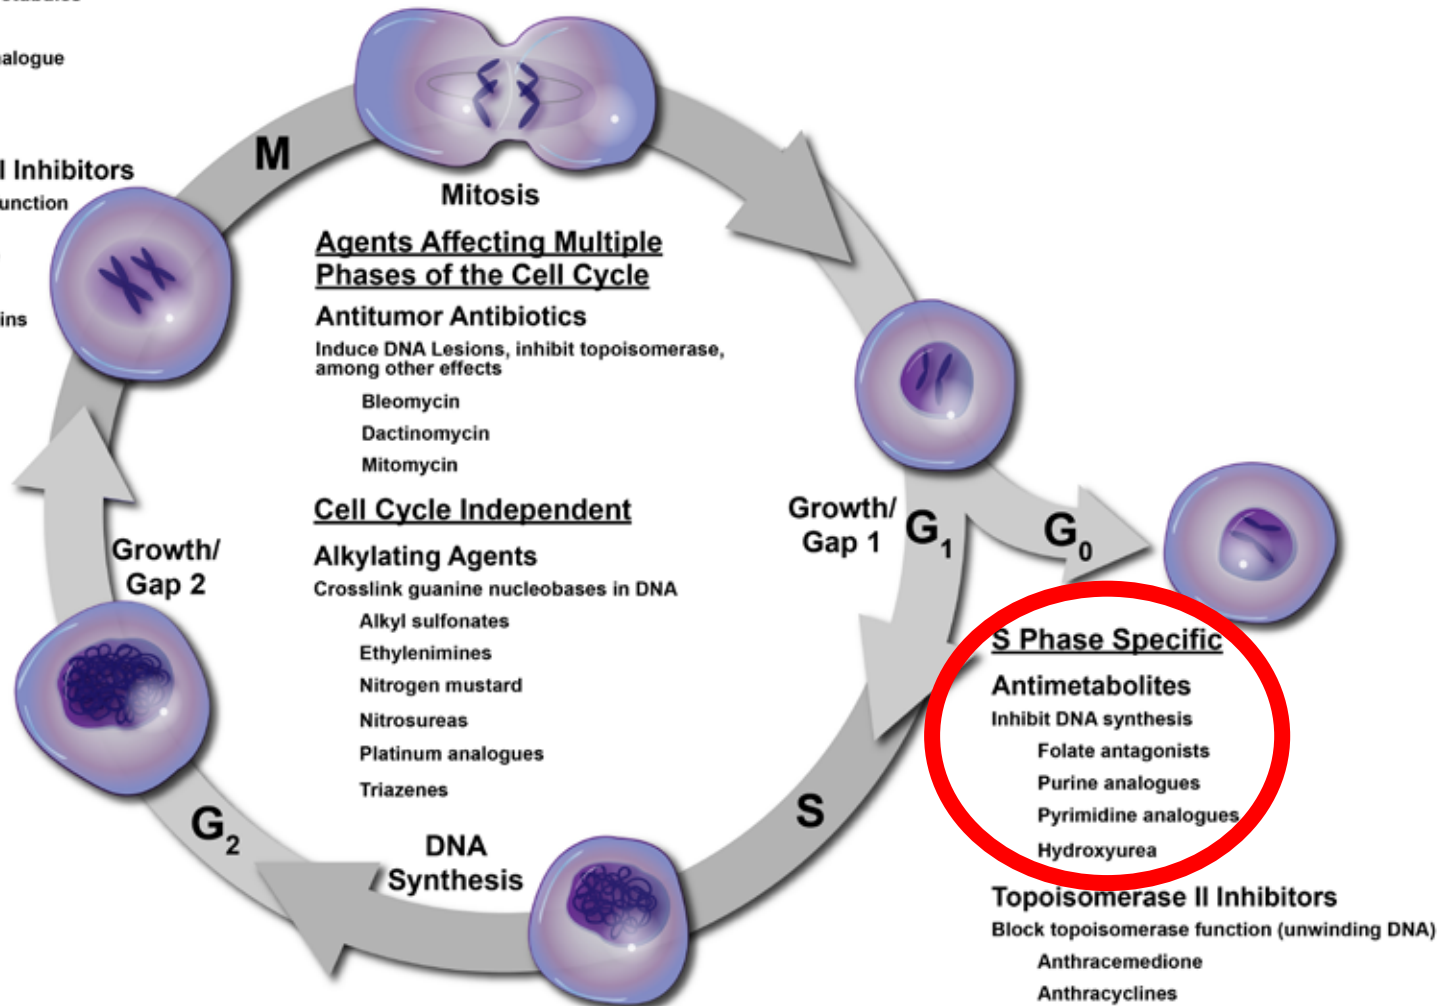 alogue
I Inhibitors
unction
ins
M
Mitosis
Agents Affecting Multiple
Phases of the Cell Cycle
Antitumor Antibiotics
Induce DNA Lesions, inhibit topoisomerase,
among other effects
Bleomycin
Dactinomycin
Mitomycin
Cell Cycle Independent
Alkylating Agents
Crosslink guanine nucleobases in DNA
Alkyl sulfonates
Ethylenimines
Nitrogen mustard
Nitrosureas
Platinum analogues
Triazenes
Growth/
Gap 2
G2
DNA
Synthesis
S
Growth/
Gap 1
G1
G0
S Phase Specific
Antimetabolites
Inhibit DNA synthesis
Folate antagonists
Purine analogues
Pyrimidine analogues
Hydroxyurea
Topoisomerase II Inhibitors
Block topoisomerase function (unwinding DNA)
Anthracemedione
Anthracyclines